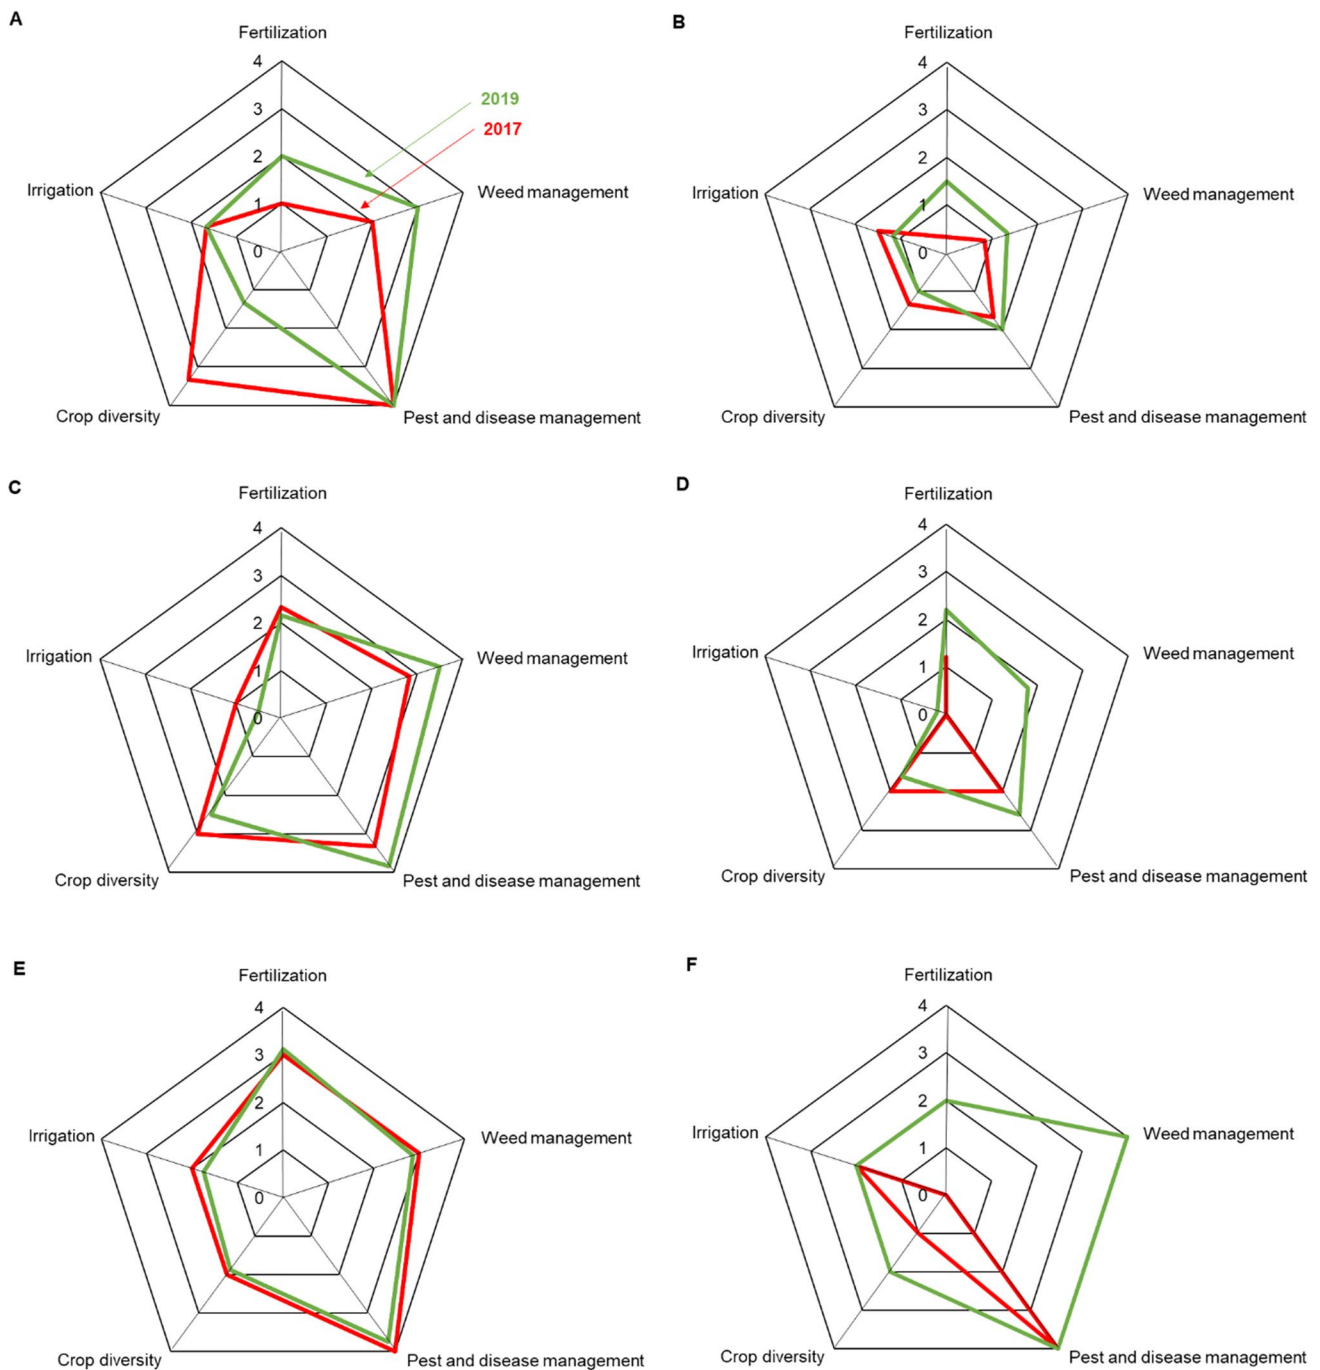 A
Fertilization
4
3
2
1
0
2019
2017
Irrigation
Weed management
Crop diversity
Pest and disease management
B
Fertilization
4
3
2
1
0
Irrigation
Weed management
Crop diversity
Pest and disease management
C
Fertilization
4
3
2
1
0
Irrigation
Weed management
Crop diversity
Pest and disease management
D
Fertilization
4
3
2
1
0
Irrigation
Weed management
Crop diversity
Pest and disease management
E
Fertilization
4
3
2
1
0
Irrigation
Weed management
Crop diversity
Pest and disease management
F
Fertilization
4
3
2
1
0
Irrigation
Weed management
Crop diversity
Pest and disease management